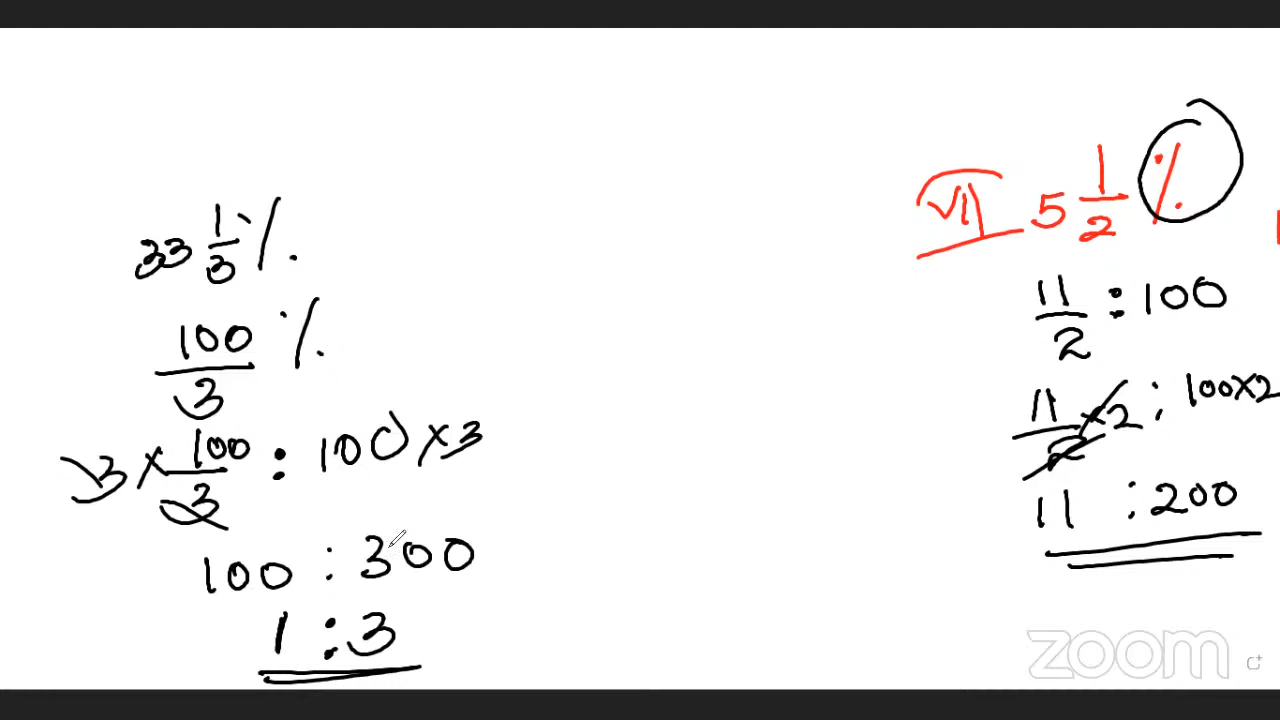 33 1/3 %
100/3 %
3 × 100/3 : 100 × 3
100 : 300
1 : 3
VII 5 1/2 %
11/2 : 100
11/2 × 2 : 100 × 2
11 : 200
zoom